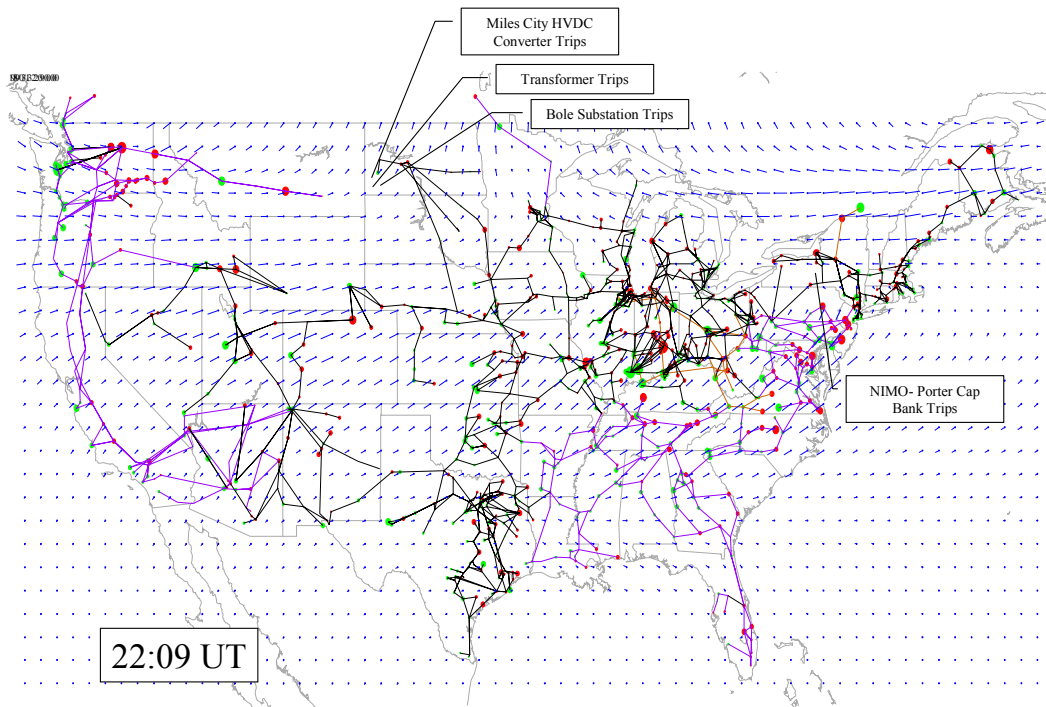 Miles City HVDC
Converter Trips
Transformer Trips
Bole Substation Trips
NIMO- Porter Cap
Bank Trips
22:09 UT